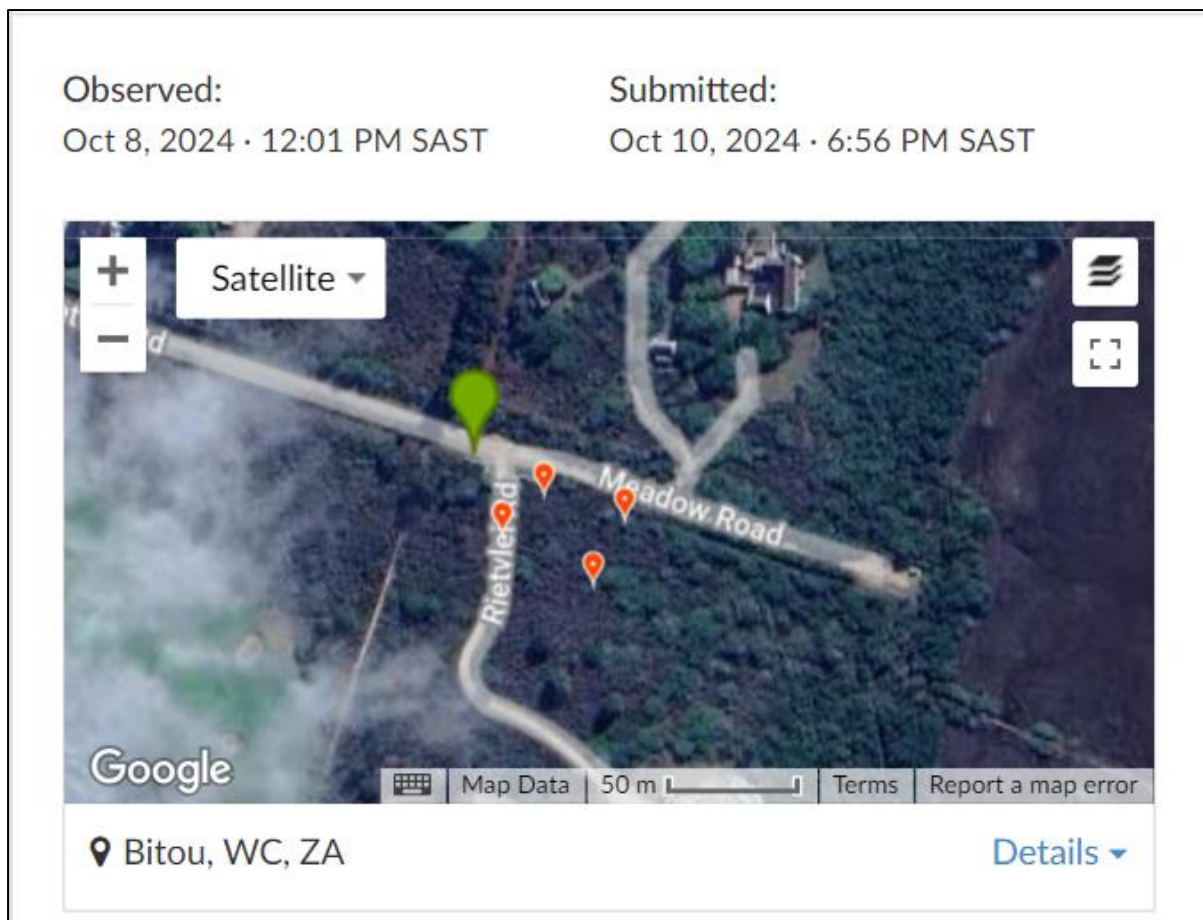 Observed:
Submitted:
Oct 8, 2024 · 12:01 PM SAST
Oct 10, 2024 · 6:56 PM SAST
+
Satellite
−
Meadow Road
Rietvlei Rd
Google
Map Data
50 m
Terms
Report a map error
Bitou, WC, ZA
Details